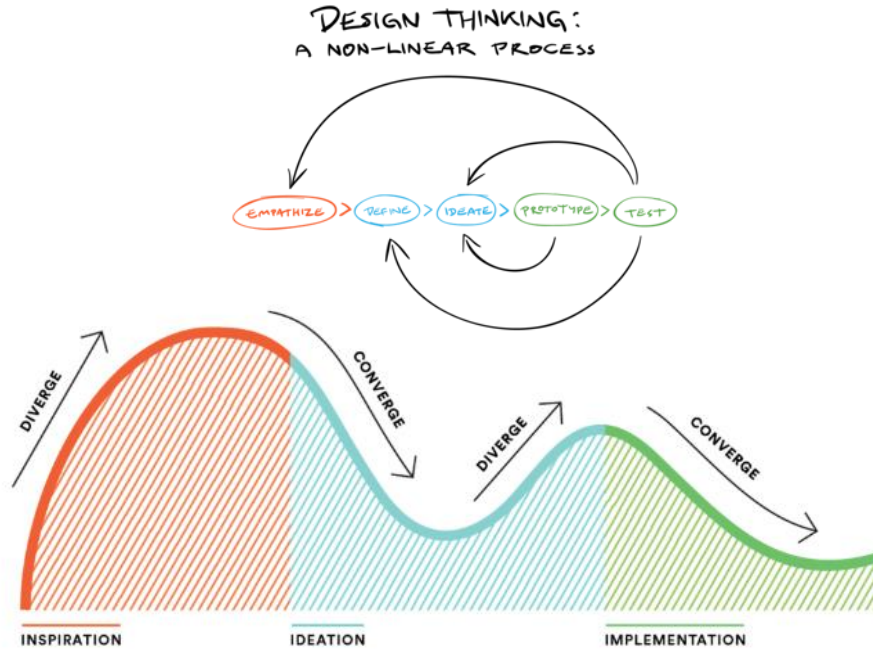 DESIGN THINKING:
A NON-LINEAR PROCESS
EMPATHIZE > DEFINE > IDEATE > PROTOTYPE > TEST
DIVERGE
CONVERGE
DIVERGE
CONVERGE
INSPIRATION
IDEATION
IMPLEMENTATION